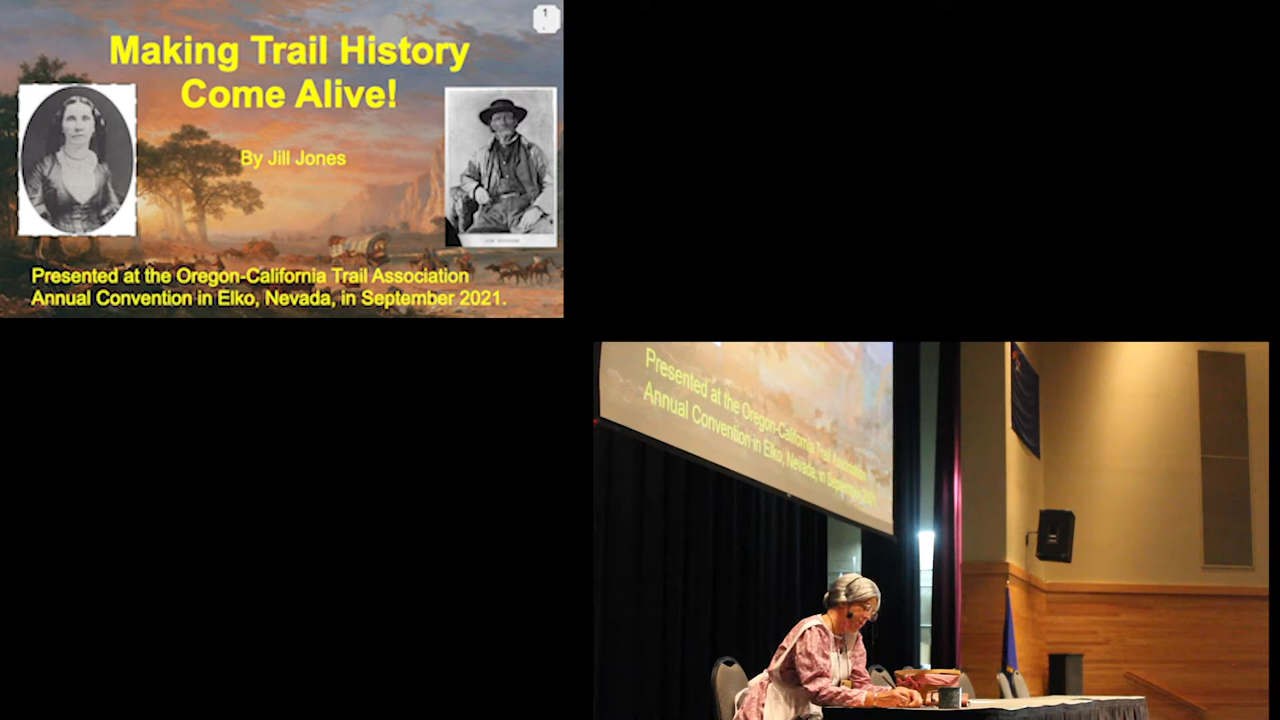 1
Making Trail History
Come Alive!
By Jill Jones
Presented at the Oregon-California Trail Association
Annual Convention in Elko, Nevada, in September 2021.
Presented at the Oregon-California Trail Association
Annual Convention in Elko, Nevada, in September 2021